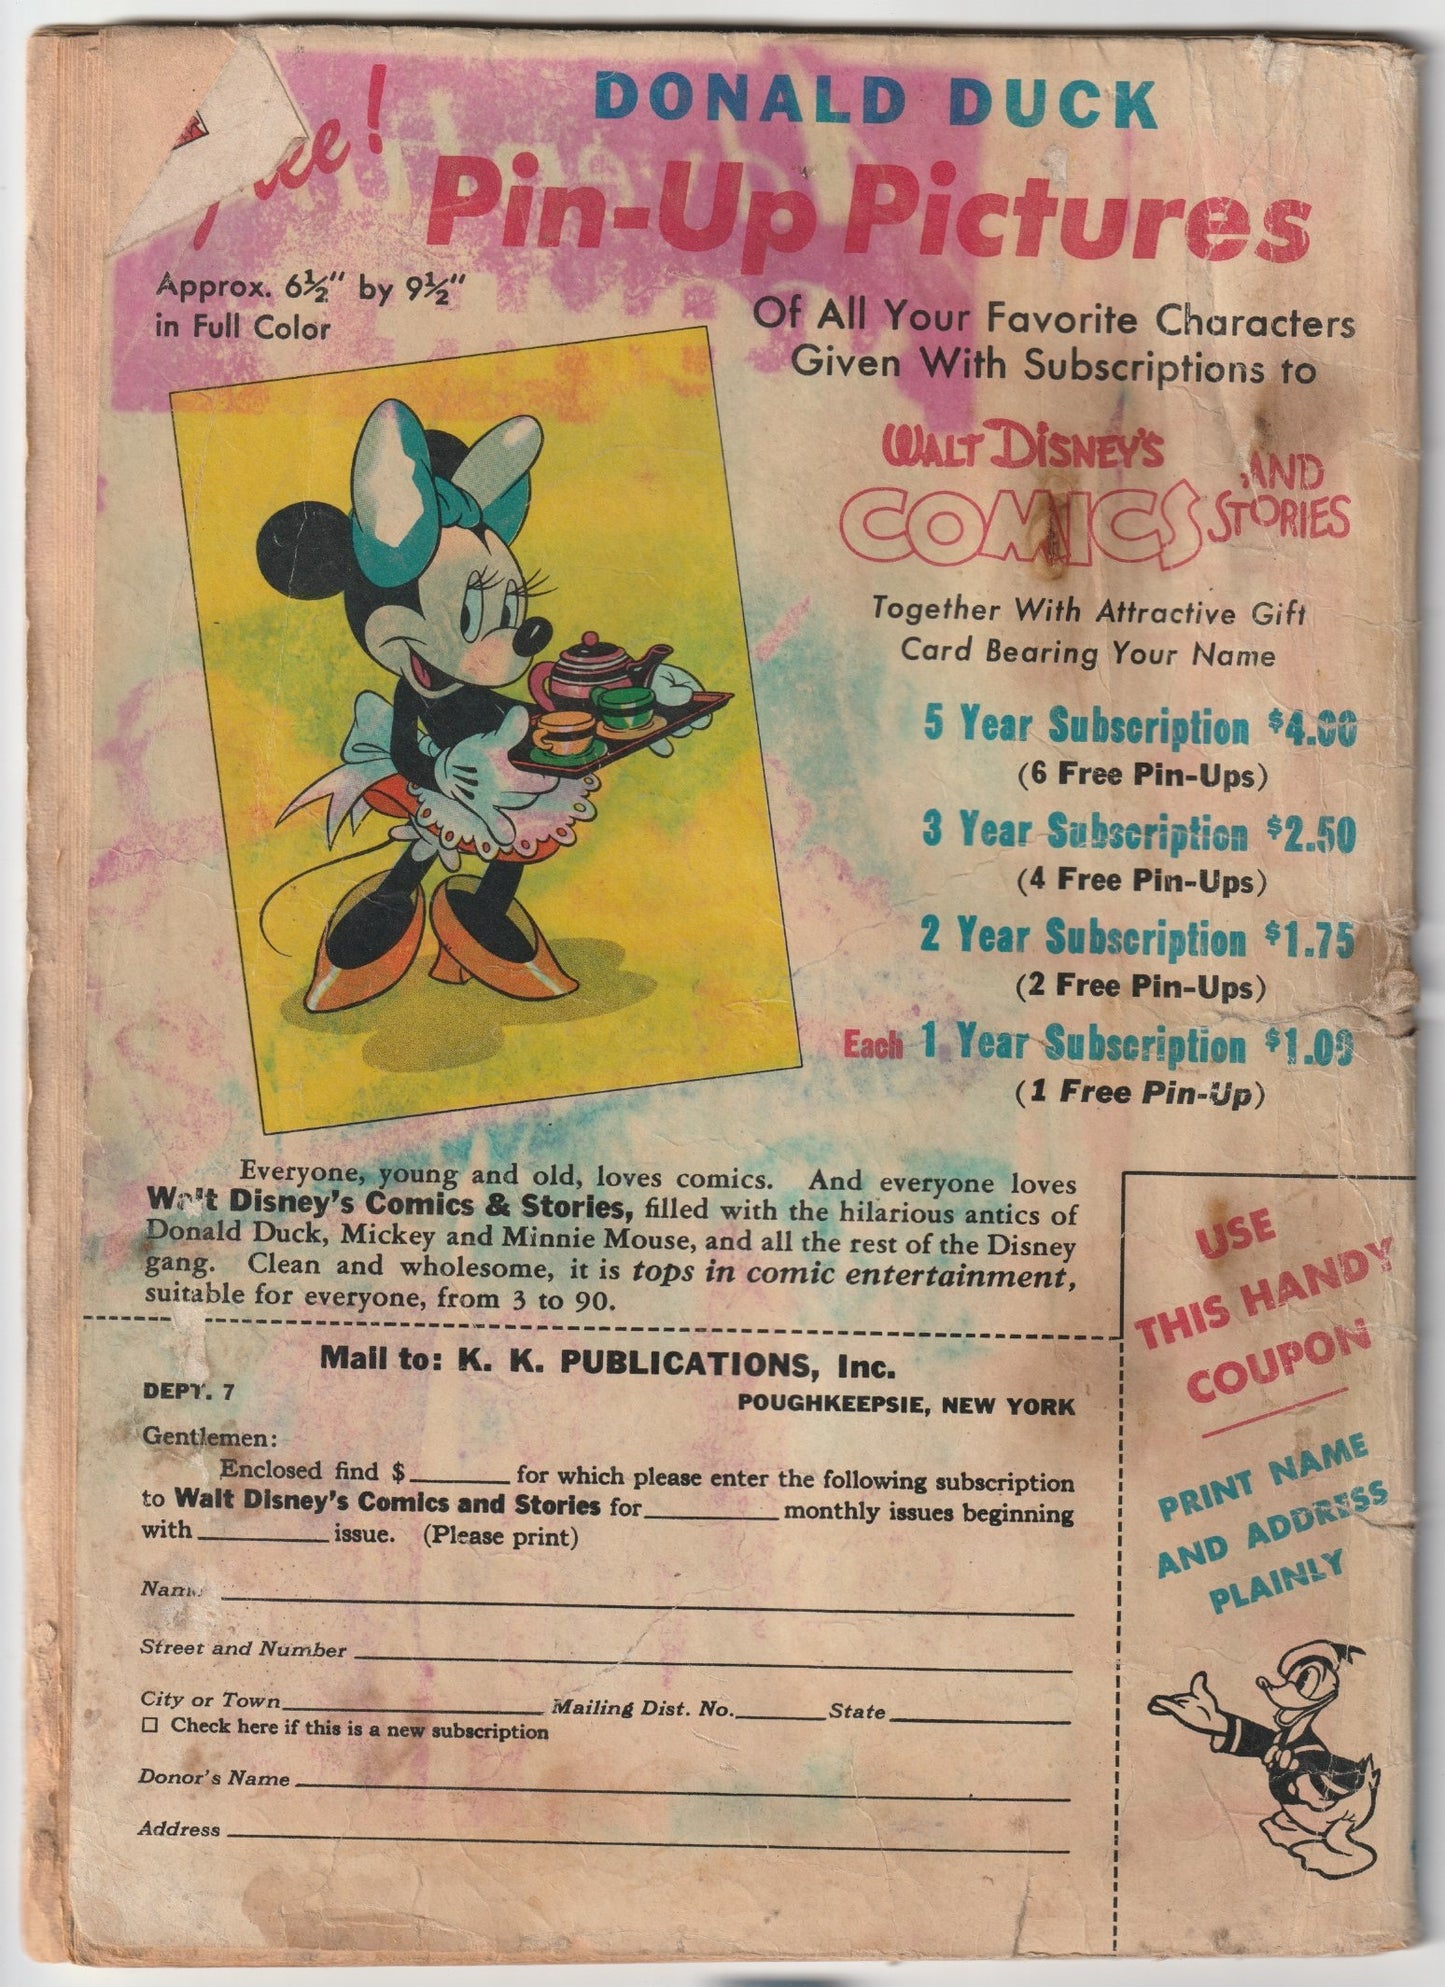 Free!
DONALD DUCK
Pin-Up Pictures
Approx. 6½" by 9½"
in Full Color
Of All Your Favorite Characters
Given With Subscriptions to
WALT DISNEY'S
COMICS AND
STORIES
Together With Attractive Gift
Card Bearing Your Name
5 Year Subscription $4.00
(6 Free Pin-Ups)
3 Year Subscription $2.50
(4 Free Pin-Ups)
2 Year Subscription $1.75
(2 Free Pin-Ups)
Each 1 Year Subscription $1.00
(1 Free Pin-Up)
Everyone, young and old, loves comics. And everyone loves
Walt Disney's Comics & Stories, filled with the hilarious antics of
Donald Duck, Mickey and Minnie Mouse, and all the rest of the Disney
gang. Clean and wholesome, it is tops in comic entertainment,
suitable for everyone, from 3 to 90.
USE
THIS HANDY
COUPON
PRINT NAME
AND ADDRESS
PLAINLY
Mail to: K. K. PUBLICATIONS, Inc.
DEPT. 7
POUGHKEEPSIE, NEW YORK
Gentlemen:
Enclosed find $________ for which please enter the following subscription
to Walt Disney's Comics and Stories for________ monthly issues beginning
with________ issue. (Please print)
Name
Street and Number
City or Town________ Mailing Dist. No.________ State________
☐ Check here if this is a new subscription
Donor's Name
Address